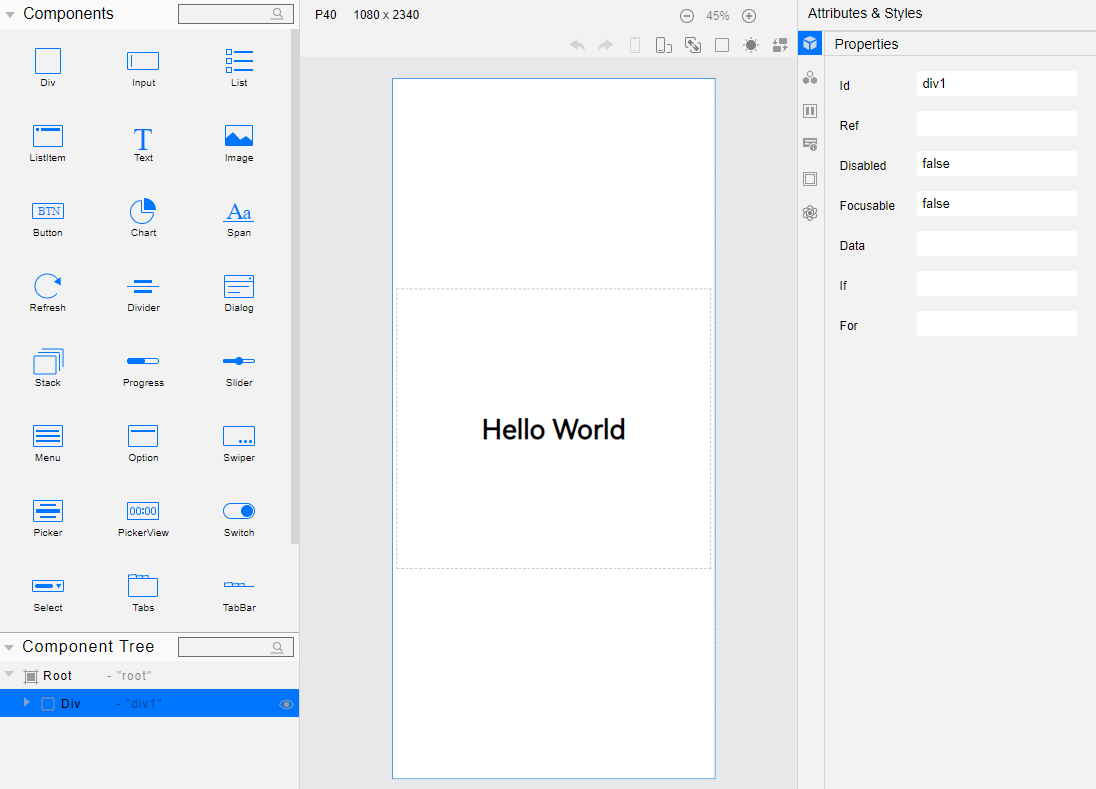 Components
Div
Input
List
ListItem
T
Text
Image
BTN
Button
Chart
Aa
Span
Refresh
Divider
Dialog
Stack
Progress
Slider
Menu
Option
Swiper
Picker
00:00
PickerView
Switch
Select
Tabs
TabBar
Component Tree
Root - "root"
Div - "div1"
P40 1080 x 2340
45%
Hello World
Attributes & Styles
Properties
Id div1
Ref
Disabled false
Focusable false
Data
If
For